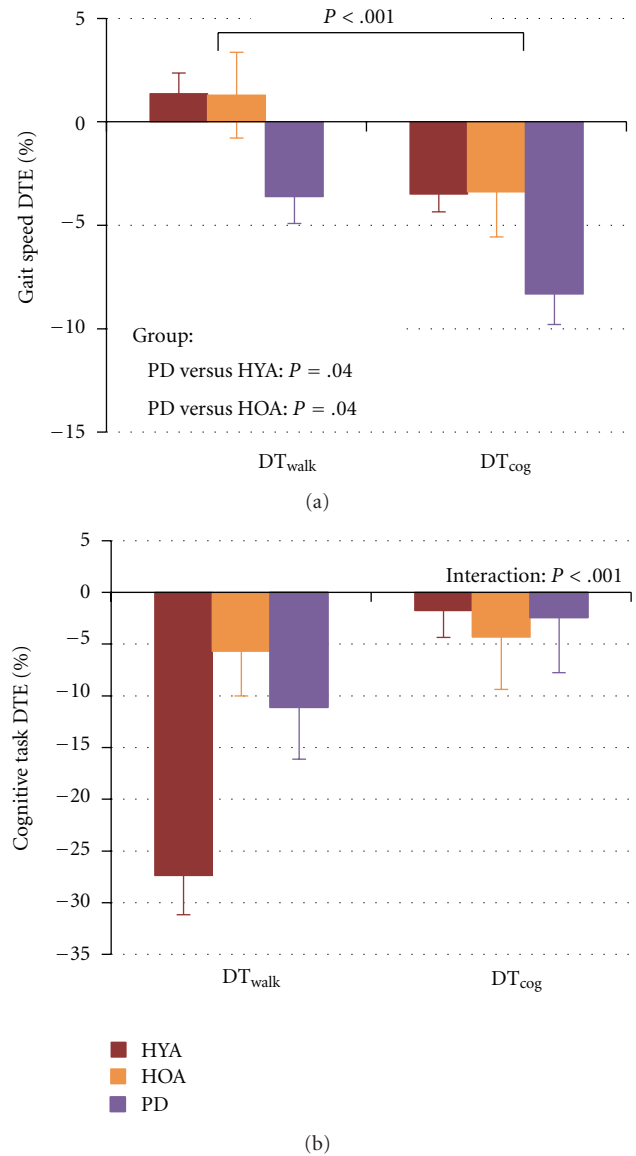 5
P < .001
0
−5
−10
−15
Gait speed DTE (%)
Group:
PD versus HYA: P = .04
PD versus HOA: P = .04
DTwalk
DTcog
(a)
5
0
Interaction: P < .001
−5
−10
−15
−20
−25
−30
−35
Cognitive task DTE (%)
DTwalk
DTcog
HYA
HOA
PD
(b)